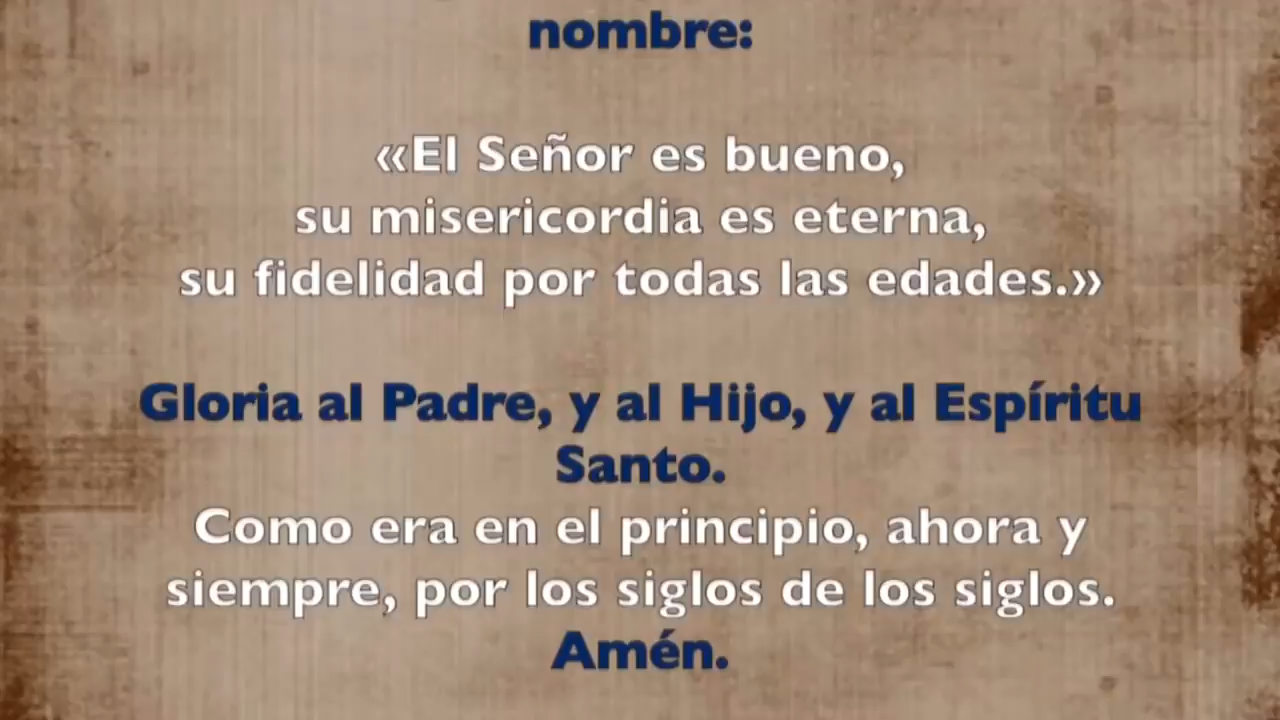 nombre:
«El Señor es bueno,
su misericordia es eterna,
su fidelidad por todas las edades.»
Gloria al Padre, y al Hijo, y al Espíritu
Santo.
Como era en el principio, ahora y
siempre, por los siglos de los siglos.
Amén.